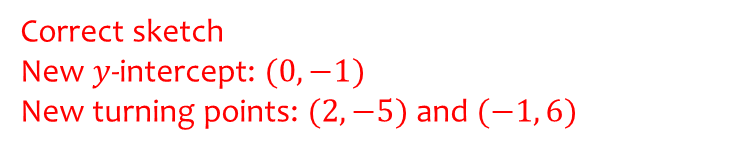 Correct sketch
New y-intercept: (0, −1)
New turning points: (2, −5) and (−1, 6)